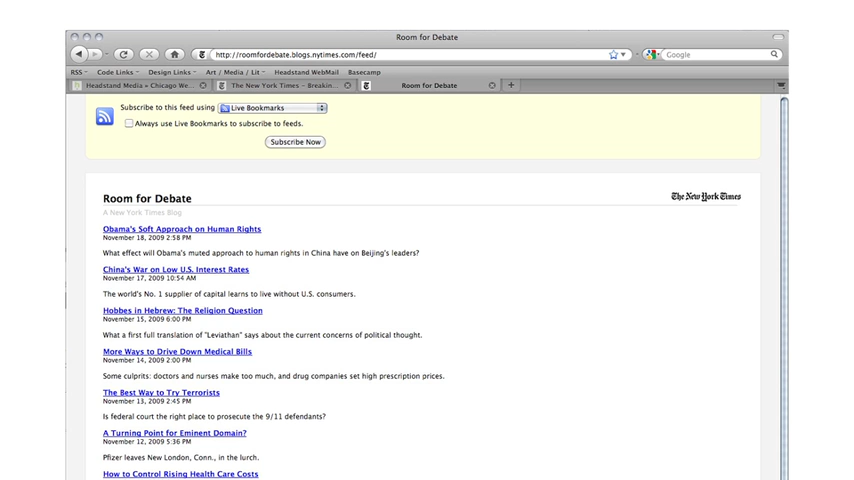 Room for Debate
http://roomfordebate.blogs.nytimes.com/feed/
Google
RSS Code Links Design Links Art / Media / Lit Headstand WebMail Basecamp
Headstand Media » Chicago We... The New York Times – Breakin... Room for Debate
Subscribe to this feed using Live Bookmarks
Always use Live Bookmarks to subscribe to feeds.
Subscribe Now
Room for Debate The New York Times
A New York Times Blog
Obama's Soft Approach on Human Rights
November 18, 2009 2:58 PM
What effect will Obama's muted approach to human rights in China have on Beijing's leaders?
China's War on Low U.S. Interest Rates
November 17, 2009 10:54 AM
The world's No. 1 supplier of capital learns to live without U.S. consumers.
Hobbes in Hebrew: The Religion Question
November 15, 2009 6:00 PM
What a first full translation of "Leviathan" says about the current concerns of political thought.
More Ways to Drive Down Medical Bills
November 14, 2009 2:00 PM
Some culprits: doctors and nurses make too much, and drug companies set high prescription prices.
The Best Way to Try Terrorists
November 13, 2009 2:45 PM
Is federal court the right place to prosecute the 9/11 defendants?
A Turning Point for Eminent Domain?
November 12, 2009 5:36 PM
Pfizer leaves New London, Conn., in the lurch.
How to Control Rising Health Care Costs